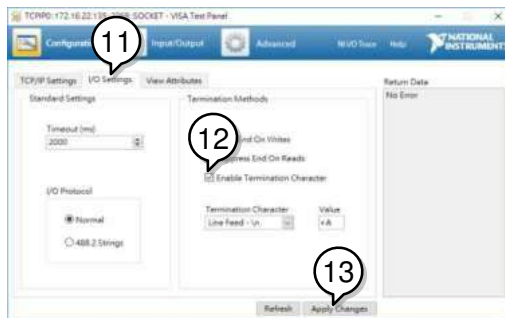 TCPIP0::172.16.22.135::2268::SOCKET - VISA Test Panel
Input/Output Advanced NI I/O Trace Help NATIONAL INSTRUMENTS
11
TCP/IP Settings I/O Settings View Attributes
Return Data
No Error
Standard Settings
Timeout (ms)
2000
I/O Protocol
Normal
488.2 Strings
Termination Methods
12
End On Writes
End On Reads
Enable Termination Character
Termination Character Value
Line Feed - \n xA
13
Refresh Apply Changes